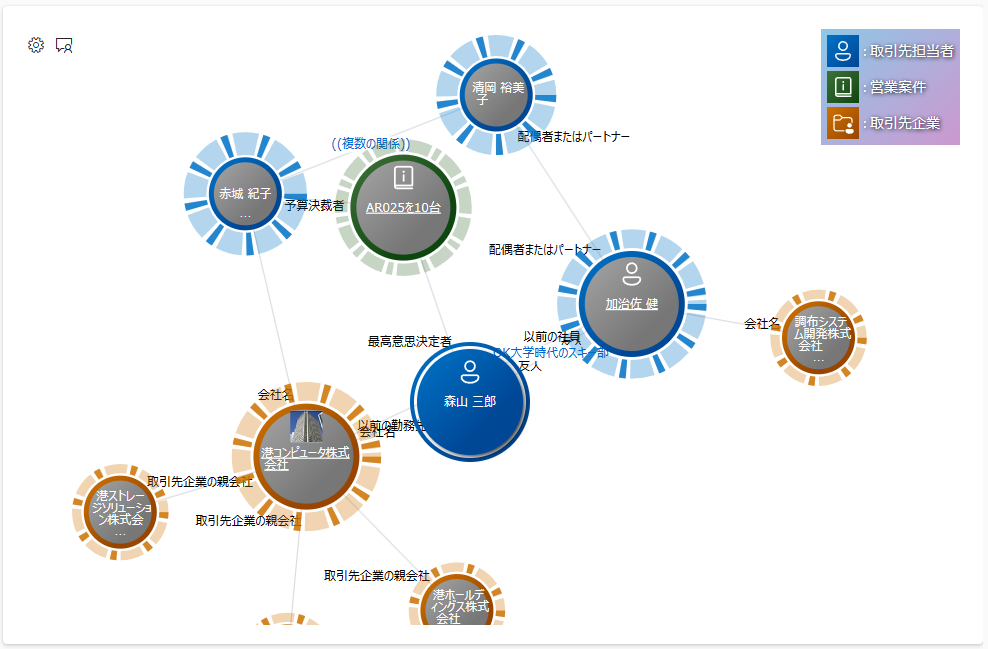 : 取引先担当者
: 営業案件
: 取引先企業
清岡 裕美
子
配偶者またはパートナー
((複数の関係))
赤城 紀子
...
予算決裁者
AR025を10台
配偶者またはパートナー
加治佐 健
会社名
調布システ
ム開発株式
会社
...
以前の社員
大学時代のスキー部
友人
最高意思決定者
森山 三郎
会社名
以前の勤務先
会社名
港コンピュータ株式
会社
取引先企業の親会社
港ストレー
ジソリューショ
ン株式会
...
取引先企業の親会社
取引先企業の親会社
港ホールデ
ィングス株式
会社